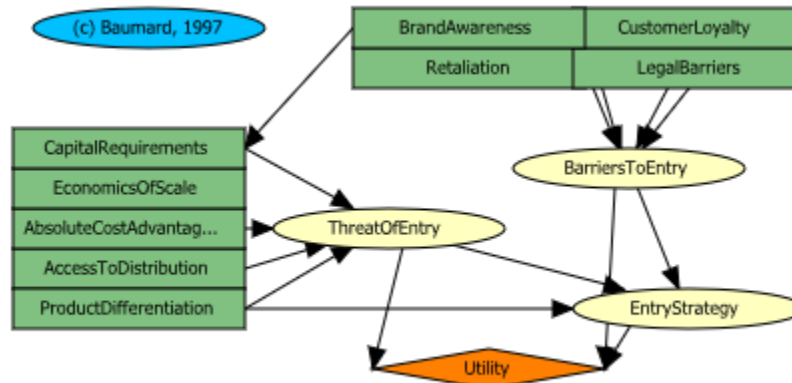 (c) Baumard, 1997
BrandAwareness
CustomerLoyalty
Retaliation
LegalBarriers
CapitalRequirements
BarriersToEntry
EconomicsOfScale
AbsoluteCostAdvantag...
ThreatOfEntry
AccessToDistribution
ProductDifferentiation
EntryStrategy
Utility